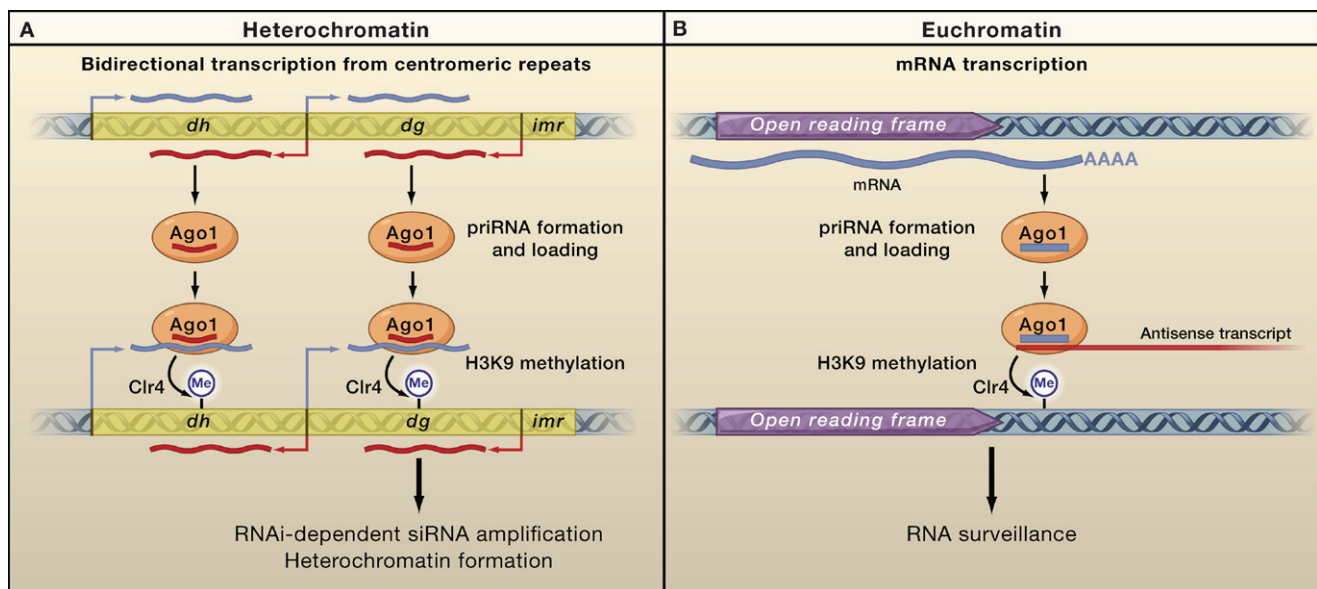 A
Heterochromatin
Bidirectional transcription from centromeric repeats
dh
dg
imr
Ago1
Ago1
priRNA formation
and loading
Ago1
Ago1
H3K9 methylation
Clr4
Me
Clr4
Me
dh
dg
imr
RNAi-dependent siRNA amplification
Heterochromatin formation
B
Euchromatin
mRNA transcription
Open reading frame
AAAA
mRNA
priRNA formation
and loading
Ago1
Ago1
Antisense transcript
H3K9 methylation
Clr4
Me
Open reading frame
RNA surveillance